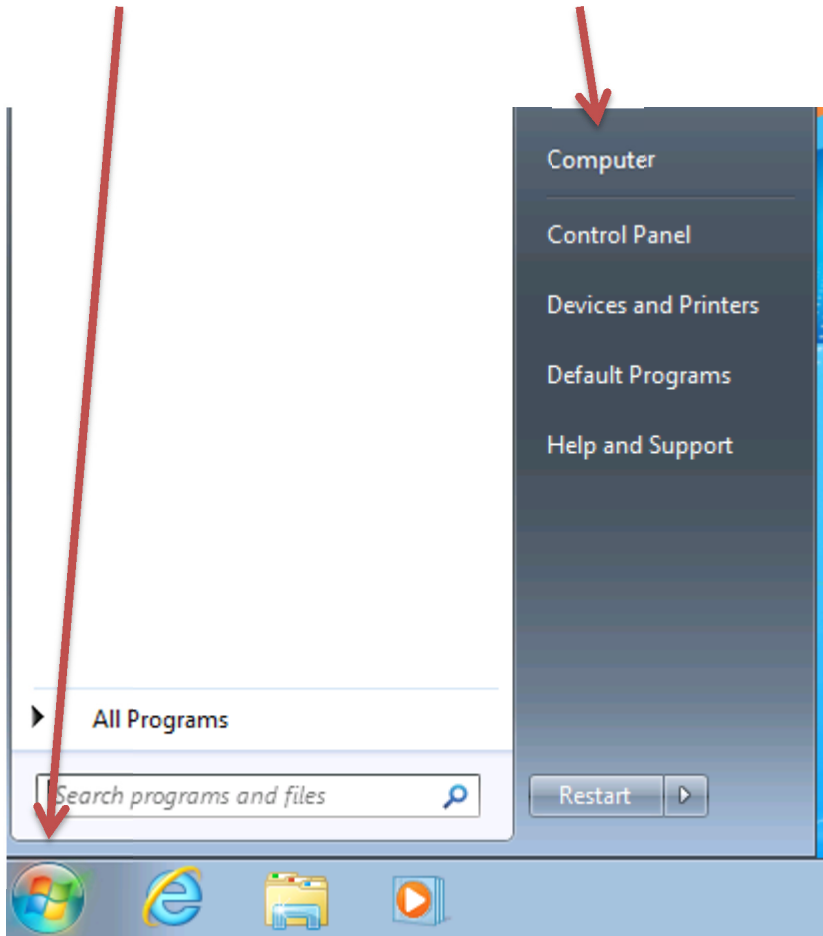 Computer
Control Panel
Devices and Printers
Default Programs
Help and Support
All Programs
Search programs and files
Restart